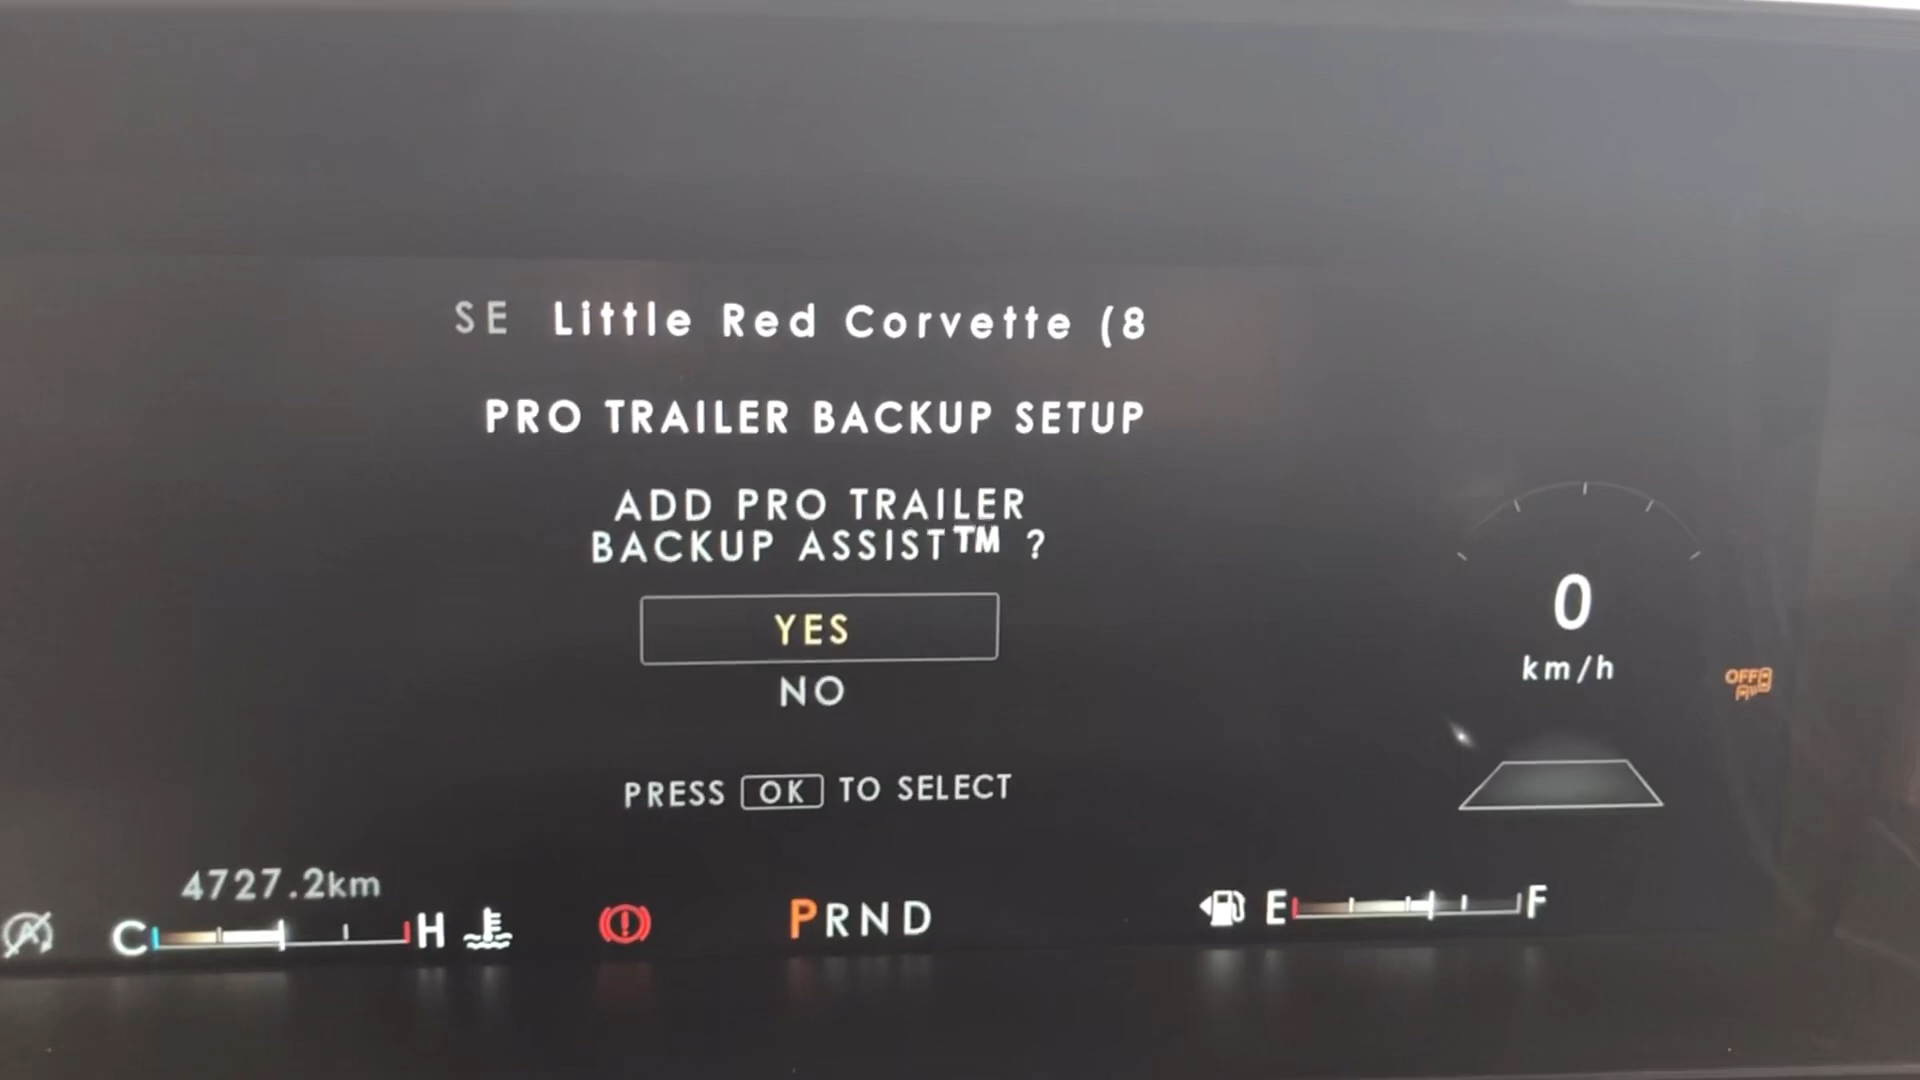 SE Little Red Corvette (8
PRO TRAILER BACKUP SETUP
ADD PRO TRAILER
BACKUP ASSIST™ ?
YES
NO
PRESS OK TO SELECT
0
km/h
OFF
4727.2km
C H
PRND
E F